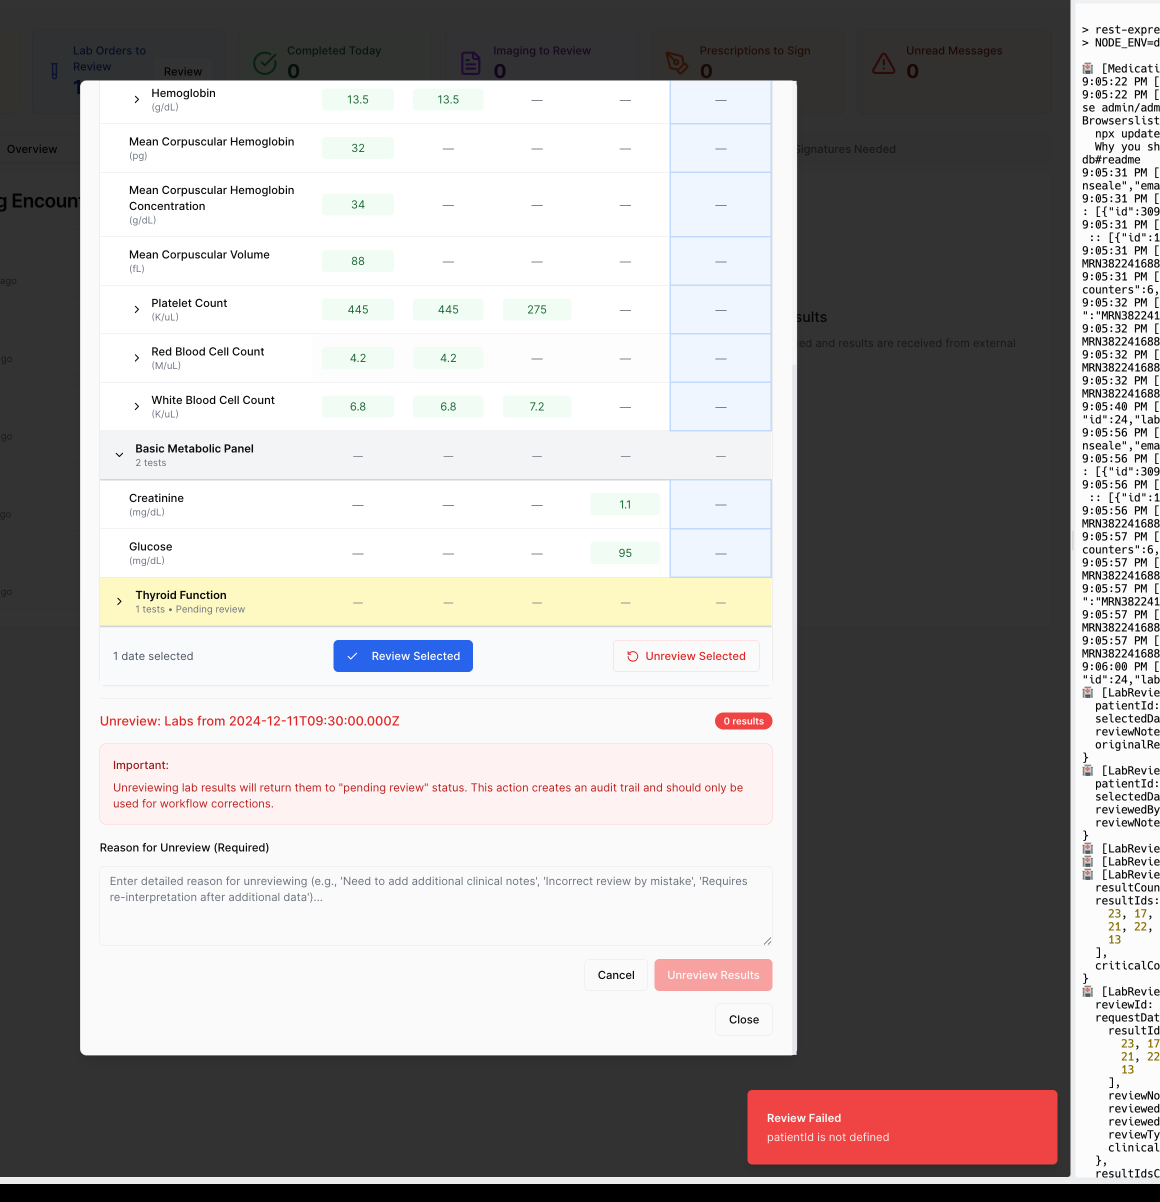 Lab Orders to
Review
1
Review
Completed Today
0
Imaging to Review
0
Prescriptions to Sign
0
Unread Messages
0
Overview
Signatures Needed
g Encoun
ago
go
go
go
go
sults
ed and results are received from external
Hemoglobin
(g/dL)
13.5 13.5 — — —
Mean Corpuscular Hemoglobin
(pg)
32 — — — —
Mean Corpuscular Hemoglobin
Concentration
(g/dL)
34 — — — —
Mean Corpuscular Volume
(fL)
88 — — — —
Platelet Count
(K/uL)
445 445 275 — —
Red Blood Cell Count
(M/uL)
4.2 4.2 — — —
White Blood Cell Count
(K/uL)
6.8 6.8 7.2 — —
Basic Metabolic Panel
2 tests
— — — — —
Creatinine
(mg/dL)
— — — 1.1 —
Glucose
(mg/dL)
— — — 95 —
Thyroid Function
1 tests • Pending review
— — — — —
1 date selected
Review Selected
Unreview Selected
Unreview: Labs from 2024-12-11T09:30:00.000Z
0 results
Important:
Unreviewing lab results will return them to "pending review" status. This action creates an audit trail and should only be
used for workflow corrections.
Reason for Unreview (Required)
Enter detailed reason for unreviewing (e.g., 'Need to add additional clinical notes', 'Incorrect review by mistake', 'Requires
re-interpretation after additional data')...
Cancel
Unreview Results
Close
Review Failed
patientId is not defined
> rest-expre
> NODE_ENV=d
[Medicati
9:05:22 PM [
9:05:22 PM [
se admin/adm
Browserslist
npx update
Why you sh
db#readme
9:05:31 PM [
nseale","ema
9:05:31 PM [
: [{"id":309
9:05:31 PM [
:: [{"id":1
9:05:31 PM [
MRN382241688
9:05:31 PM [
counters":6,
9:05:32 PM [
":"MRN382241
9:05:32 PM [
MRN382241688
9:05:32 PM [
MRN382241688
9:05:32 PM [
MRN382241688
9:05:40 PM [
"id":24,"lab
9:05:56 PM [
nseale","ema
9:05:56 PM [
: [{"id":309
9:05:56 PM [
:: [{"id":1
9:05:56 PM [
MRN382241688
9:05:57 PM [
counters":6,
9:05:57 PM [
MRN382241688
9:05:57 PM [
":"MRN382241
9:05:57 PM [
MRN382241688
9:05:57 PM [
MRN382241688
9:06:00 PM [
"id":24,"lab
[LabRevie
patientId:
selectedDa
reviewNote
originalRe
}
[LabRevie
patientId:
selectedDa
reviewedBy
reviewNote
}
[LabRevie
[LabRevie
[LabRevie
resultCoun
resultIds:
23, 17,
21, 22,
13
],
criticalCo
}
[LabRevie
reviewId:
requestDat
resultId
23, 17
21, 22
13
],
reviewNo
reviewed
reviewed
reviewTy
clinical
},
resultIdsC